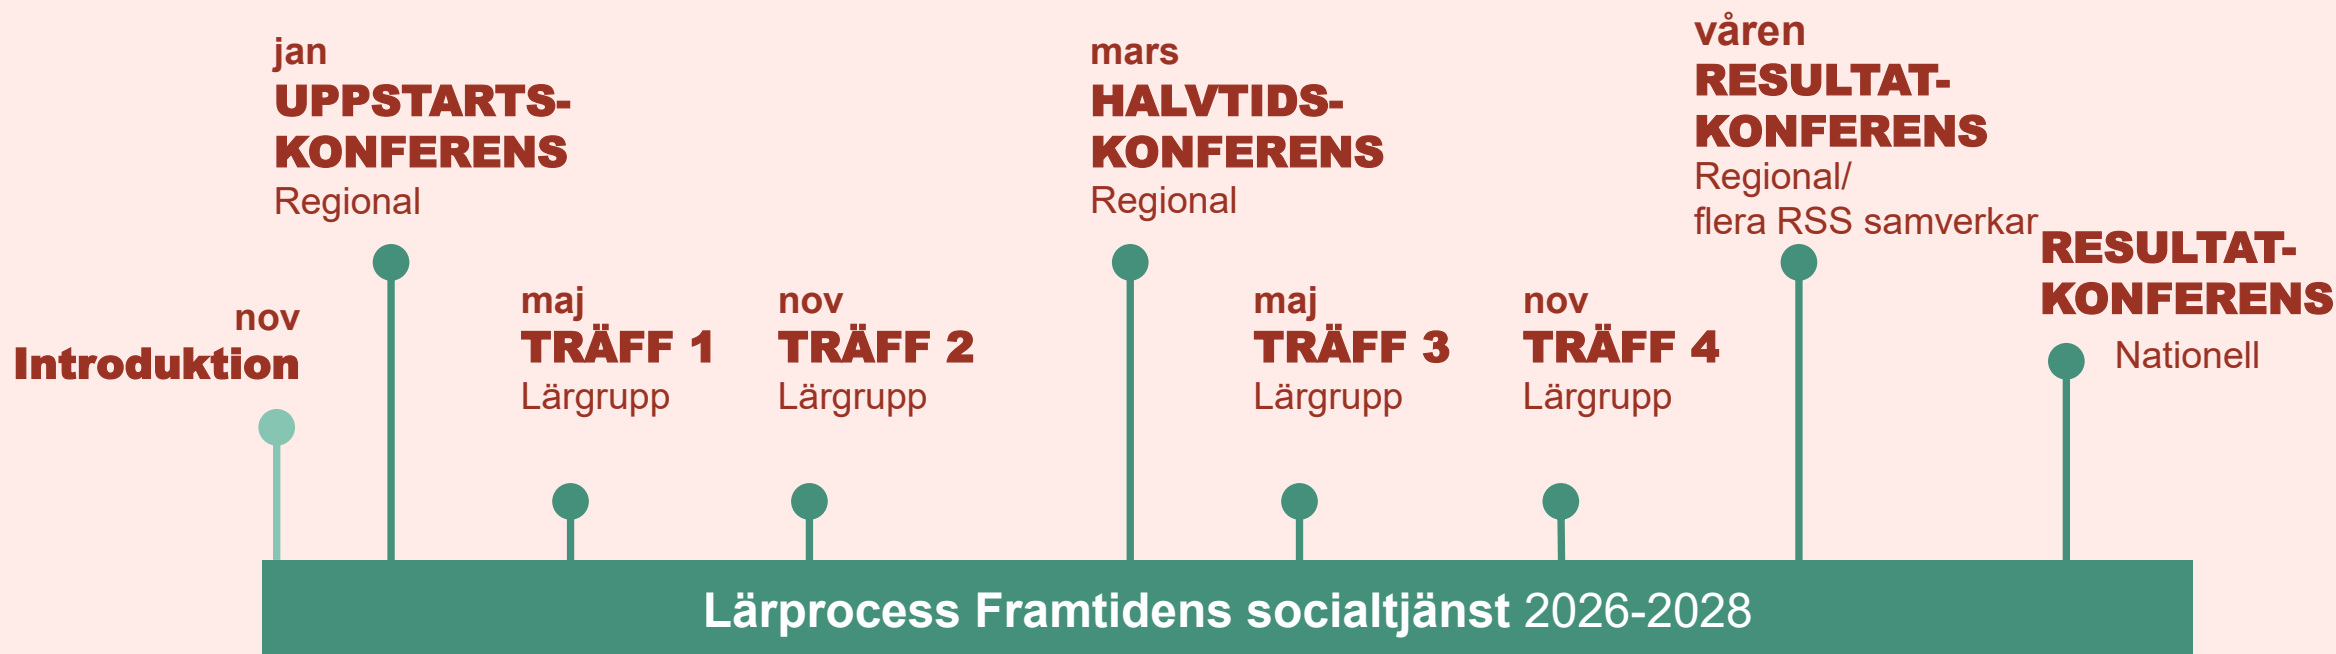 nov
Introduktion
jan
UPPSTARTS-
KONFERENS
Regional
maj
TRÄFF 1
Lärgrupp
nov
TRÄFF 2
Lärgrupp
mars
HALVTIDS-
KONFERENS
Regional
maj
TRÄFF 3
Lärgrupp
nov
TRÄFF 4
Lärgrupp
våren
RESULTAT-
KONFERENS
Regional/
flera RSS samverkar
RESULTAT-
KONFERENS
Nationell
Lärprocess Framtidens socialtjänst 2026-2028